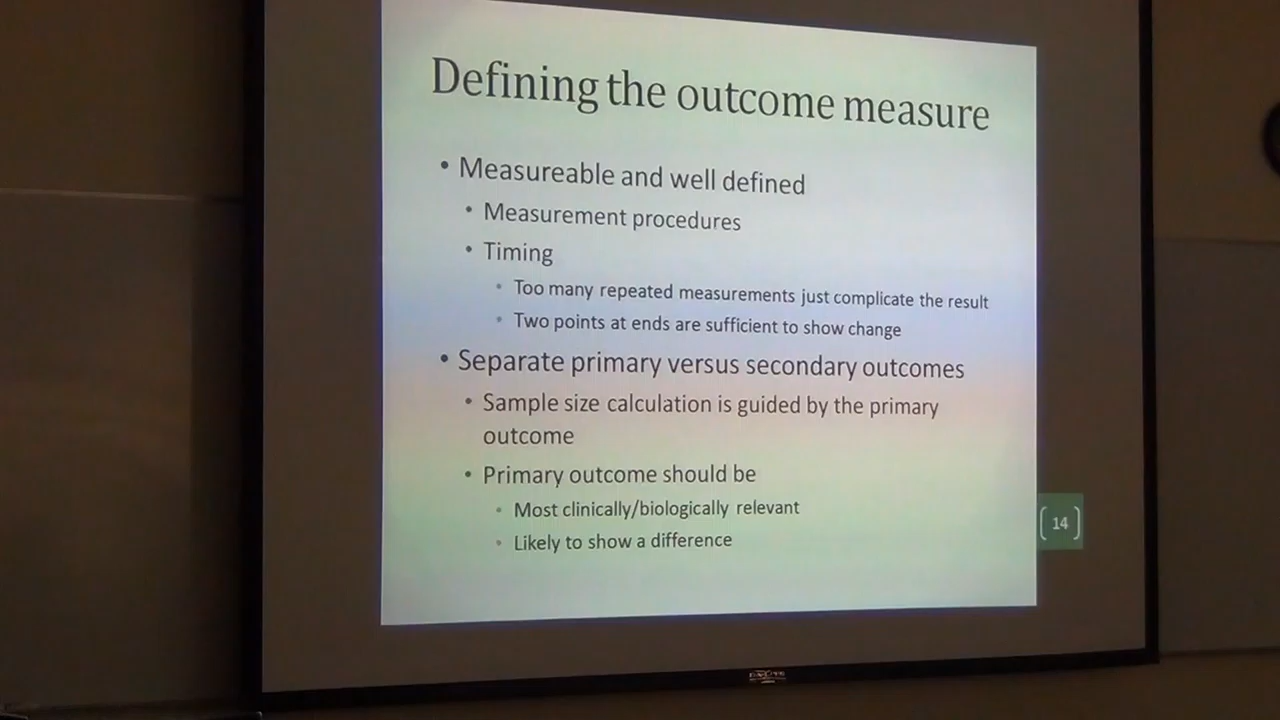 Defining the outcome measure
• Measureable and well defined
• Measurement procedures
• Timing
• Too many repeated measurements just complicate the result
• Two points at ends are sufficient to show change
• Separate primary versus secondary outcomes
• Sample size calculation is guided by the primary
outcome
• Primary outcome should be
• Most clinically/biologically relevant
• Likely to show a difference
14